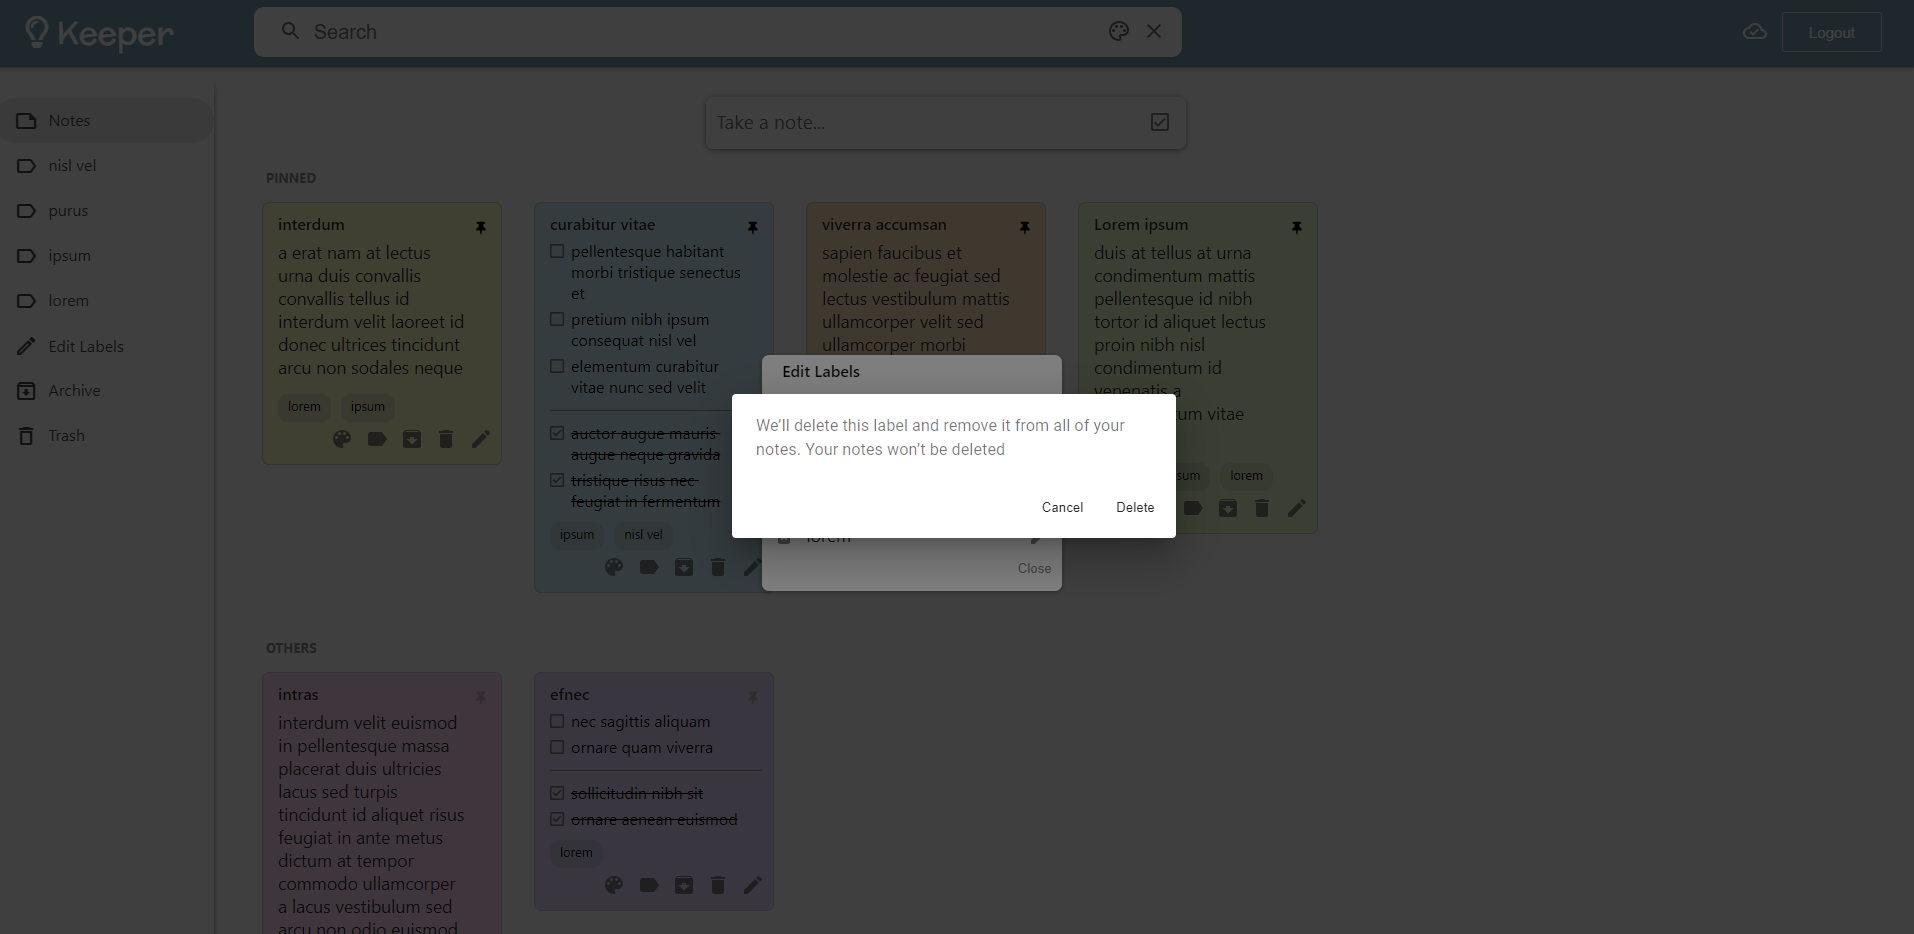 Keeper
Search
Logout
Notes
nisl vel
purus
ipsum
lorem
Edit Labels
Archive
Trash
Take a note...
PINNED
interdum
a erat nam at lectus
urna duis convallis
convallis tellus id
interdum velit laoreet id
donec ultrices tincidunt
arcu non sodales neque
lorem ipsum
curabitur vitae
pellentesque habitant
morbi tristique senectus
et
pretium nibh ipsum
consequat nisl vel
elementum curabitur
vitae nunc sed velit
auctor augue mauris
augue neque gravida
tristique risus nec
feugiat in fermentum
ipsum nisl vel
viverra accumsan
sapien faucibus et
molestie ac feugiat sed
lectus vestibulum mattis
ullamcorper velit sed
ullamcorper morbi
Lorem ipsum
duis at tellus at urna
condimentum mattis
pellentesque id nibh
tortor id aliquet lectus
proin nibh nisl
condimentum id
venenatis a
vitae
lorem
Edit Labels
We'll delete this label and remove it from all of your
notes. Your notes won't be deleted
Cancel Delete
lorem
Close
OTHERS
intras
interdum velit euismod
in pellentesque massa
placerat duis ultricies
lacus sed turpis
tincidunt id aliquet risus
feugiat in ante metus
dictum at tempor
commodo ullamcorper
a lacus vestibulum sed
arcu non odio euismod
efnec
nec sagittis aliquam
ornare quam viverra
sollicitudin nibh sit
ornare aenean euismod
lorem